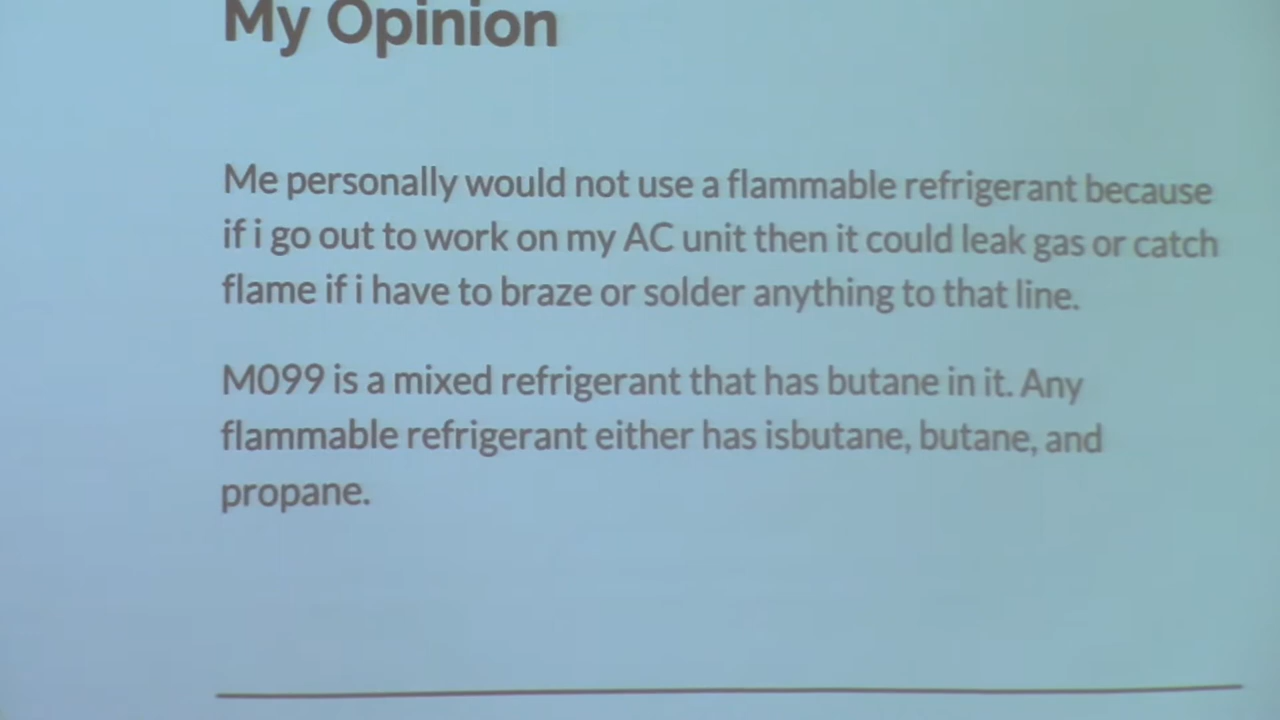 My Opinion
Me personally would not use a flammable refrigerant because
if i go out to work on my AC unit then it could leak gas or catch
flame if i have to braze or solder anything to that line.
M099 is a mixed refrigerant that has butane in it. Any
flammable refrigerant either has isbutane, butane, and
propane.